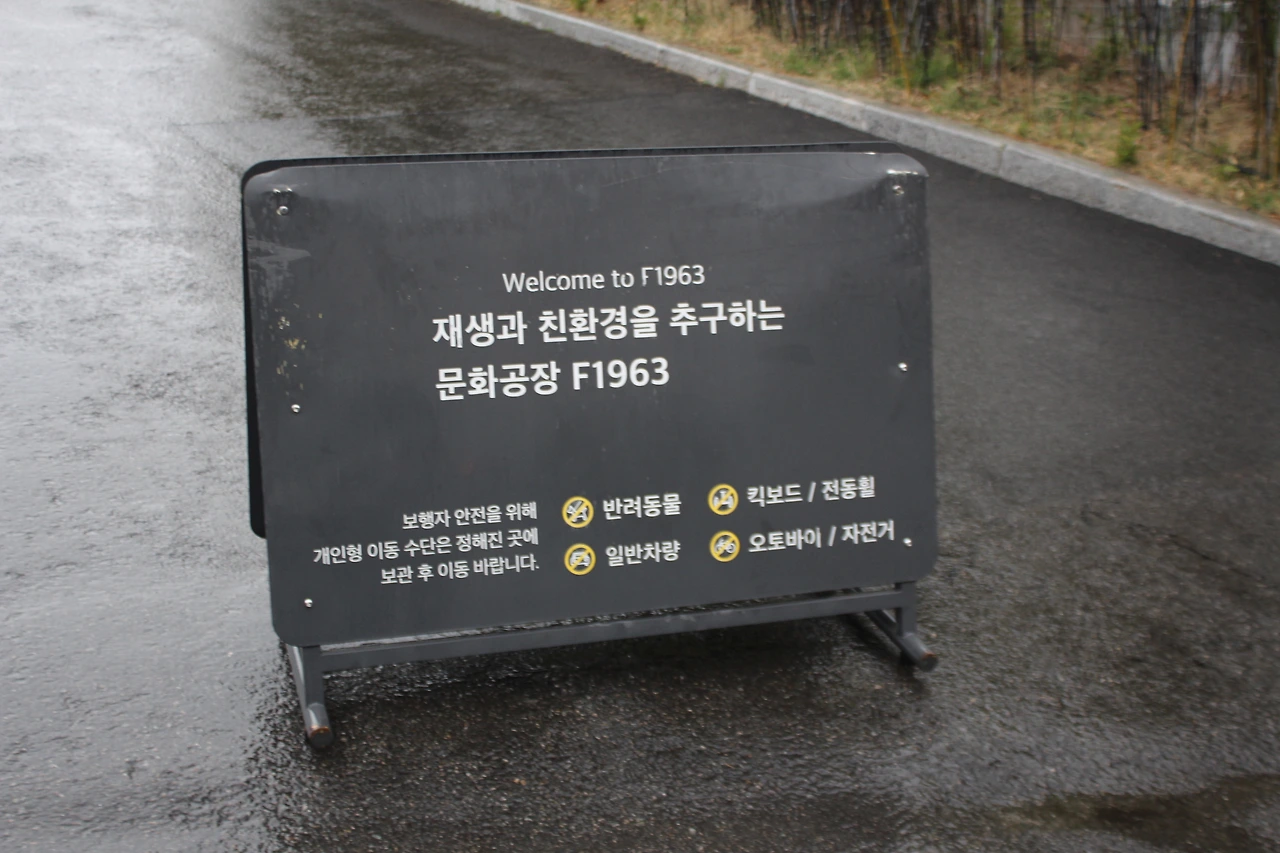 Welcome to F1963
재생과 친환경을 추구하는
문화공장 F1963
보행자 안전을 위해
개인형 이동 수단은 정해진 곳에
보관 후 이동 바랍니다.
반려동물
킥보드 / 전동휠
일반차량
오토바이 / 자전거